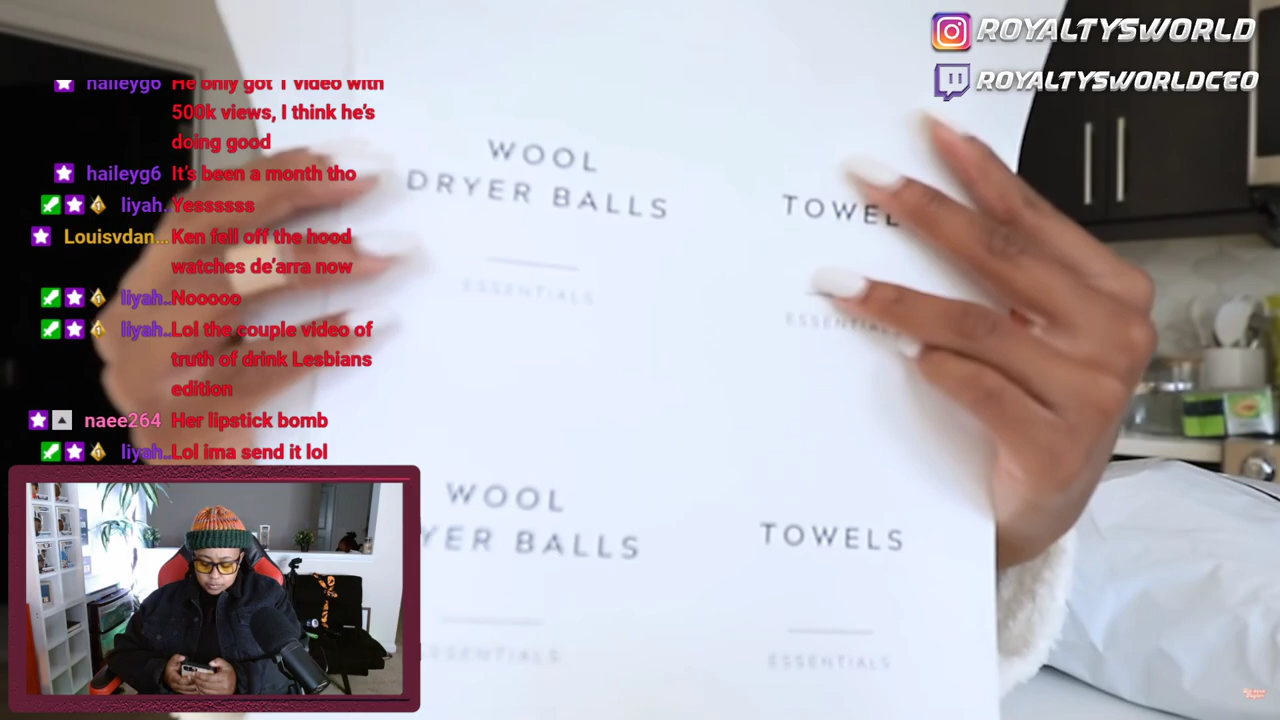 ROYALTYSWORLD
ROYALTYSWORLDCEO
haileyg6 He only got 1 video with
500k views, I think he's
doing good
haileyg6 It's been a month tho
liyah.. Yessssss
Louisvdan... Ken fell off the hood
watches de'arra now
liyah.. Nooooo
liyah.. Lol the couple video of
truth of drink Lesbians
edition
naee264 Her lipstick bomb
liyah.. Lol ima send it lol
WOOL
DRYER BALLS
ESSENTIALS
TOWEL
ESSENTIALS
WOOL
YER BALLS
ESSENTIALS
TOWELS
ESSENTIALS